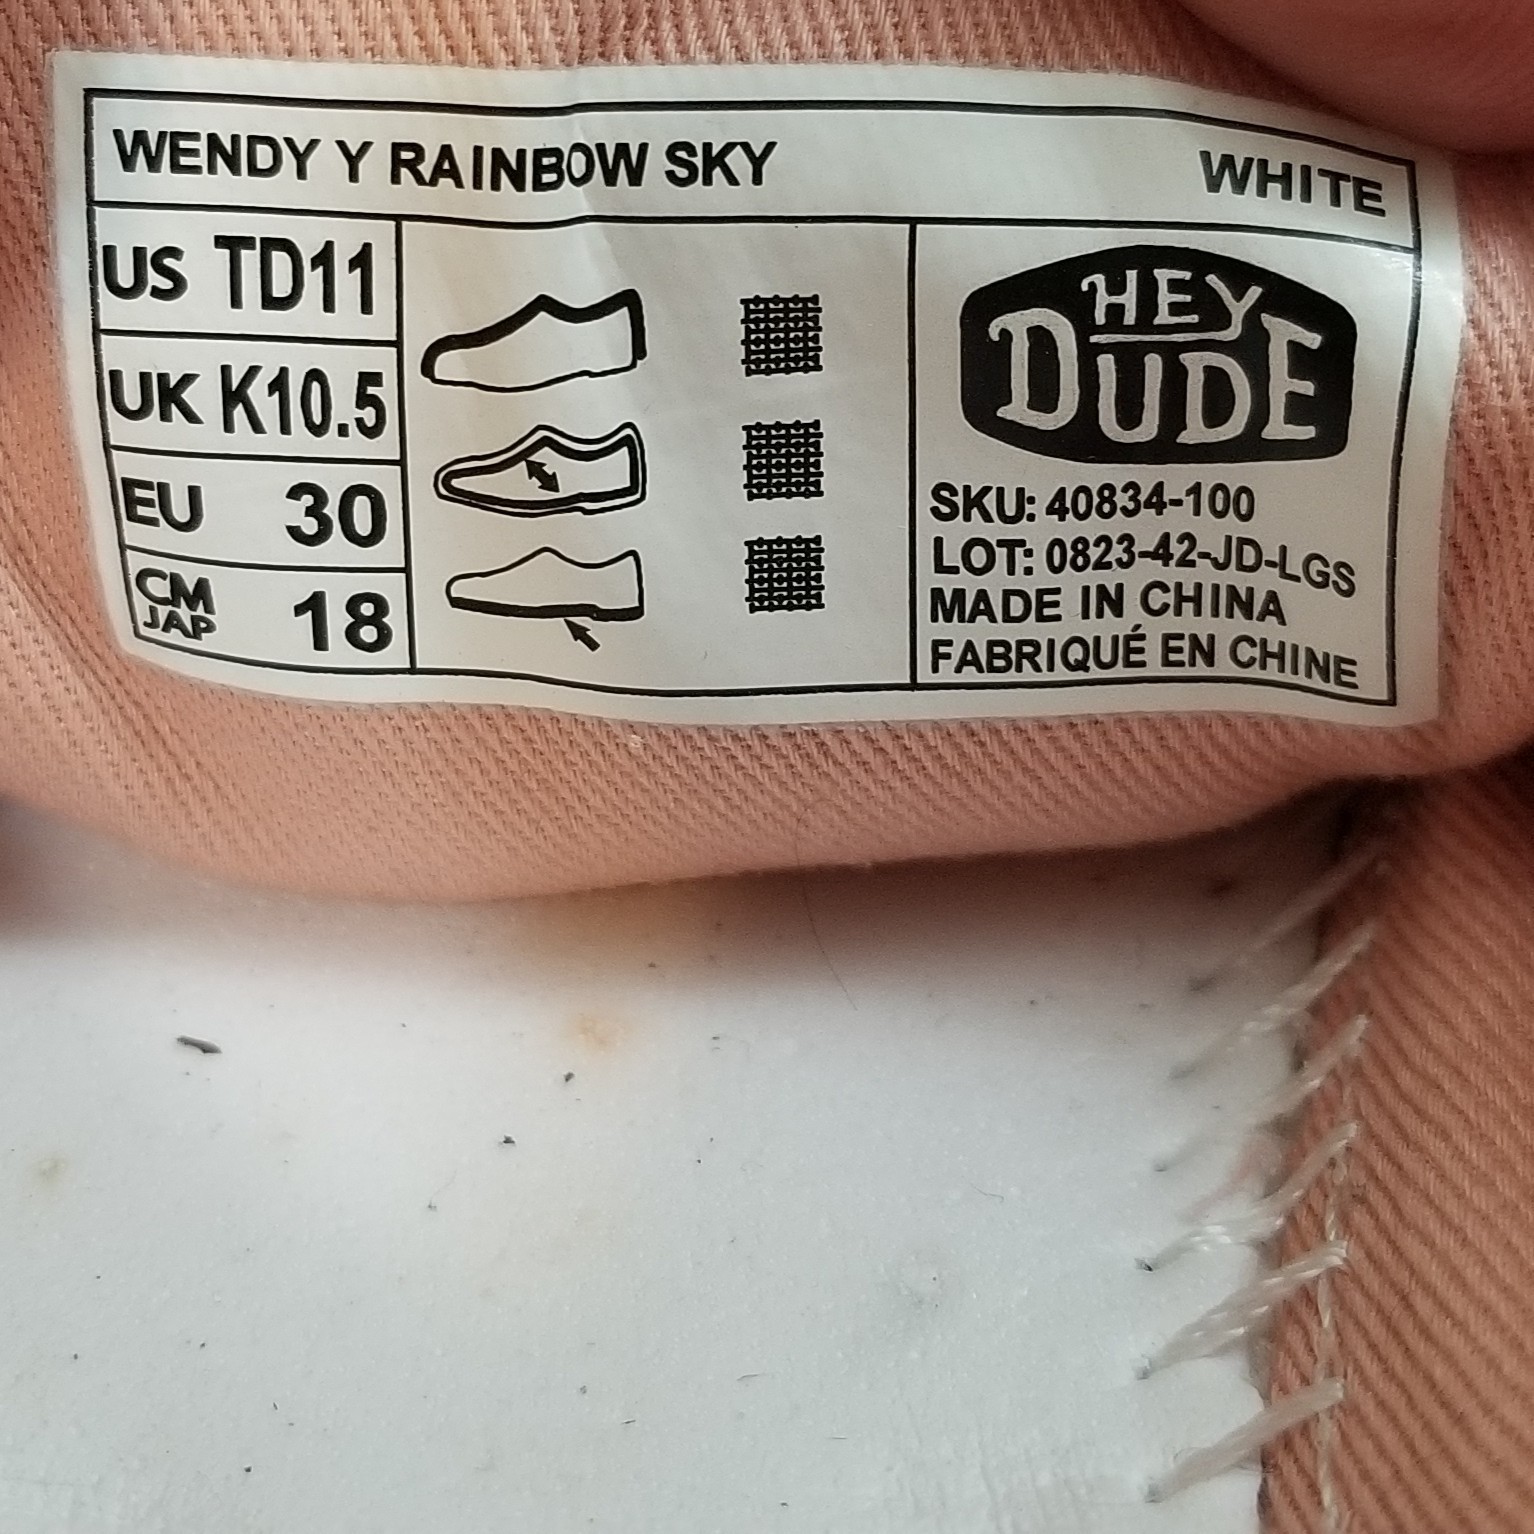 WENDY Y RAINBOW SKY WHITE
US TD11
UK K10.5
EU 30
CM JAP 18
HEY
DUDE
SKU: 40834-100
LOT: 0823-42-JD-LGS
MADE IN CHINA
FABRIQUÉ EN CHINE